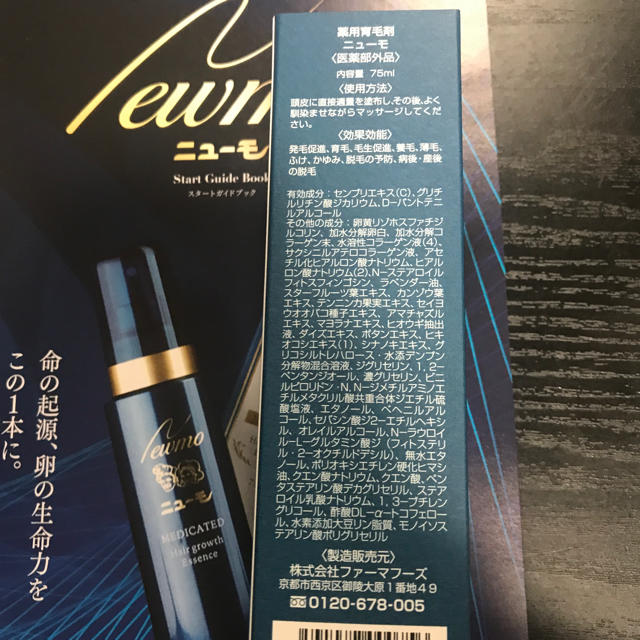 Newmo
ニューモ
Start Guide Book
スタートガイドブック
命の起源、卵の生命力を
この1本に。
Newmo
ニューモ
MEDICATED
Hair growth
Essence
薬用育毛剤
ニューモ
〈医薬部外品〉
内容量 75ml
〈使用方法〉
頭皮に直接適量を塗布し、その後、よく
馴染ませながらマッサージしてくだ
さい。
〈効果効能〉
発毛促進、育毛、毛生促進、養毛、薄毛、
ふけ、かゆみ、脱毛の予防、病後・産後
の脱毛
有効成分：センブリエキス(C)、グリチ
ルリチン酸ジカリウム、D-パントテニ
ルアルコール
その他の成分：卵黄リゾホスファチジ
ルコリン、加水分解卵白、加水分解コ
ラーゲン末、水溶性コラーゲン液(4)、
サクシニルアテロコラーゲン液、アセ
チル化ヒアルロン酸ナトリウム、ヒアル
ロン酸ナトリウム(2)、N-ステアロイル
フィトスフィンゴシン、ラベンダー油、
スターフルーツ葉エキス、カンゾウ葉
エキス、テンニンカ果実エキス、セイヨ
ウオオバコ種子エキス、アマチャヅル
エキス、マヨラナエキス、ヒオウギ抽出
液、ダイズエキス、ボタンエキス、ヒキ
オコシエキス(1)、シナノキエキス、グ
リコシルトレハロース・水添デンプン
分解物混合溶液、ジグリセリン、1，2-
ペンタンジオール、濃グリセリン、ビニ
ルピロリドン・N，N-ジメチルアミノエ
チルメタクリル酸共重合体ジエチル硫
酸塩液、エタノール、ベヘニルアルコ
ール、セバシン酸ジ2-エチルヘキシ
ル、オレイルアルコール、N-ラウロイ
ル-L-グルタミン酸ジ（フィトステリ
ル・2-オクチルドデシル）、無水エタ
ノール、ポリオキシエチレン硬化ヒマシ
油、クエン酸ナトリウム、クエン酸、ペン
タステアリン酸デカグリセリル、ステア
ロイル乳酸ナトリウム、1，3-ブチレン
グリコール、酢酸DL-α-トコフェロー
ル、水素添加大豆リン脂質、モノイソス
テアリン酸ポリグリセリル
〈製造販売元〉
株式会社ファーマフーズ
京都市西京区御陵大原1番地49
0120-678-005